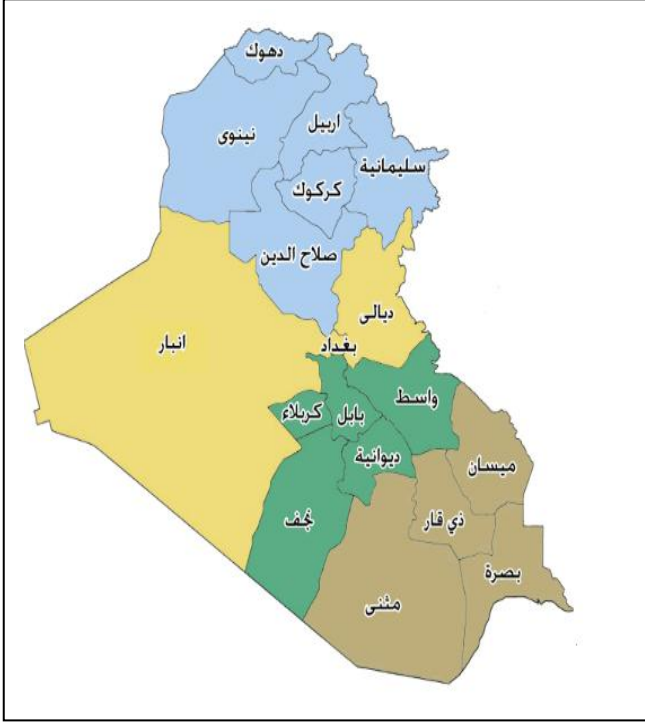 دهوك
نينوى
اربيل
سليمانية
كركوك
صلاح الدين
ديالى
انبار
بغداد
واسط
بابل
كربلاء
ديوانية
ميسان
نجف
ذي قار
بصرة
مثنى